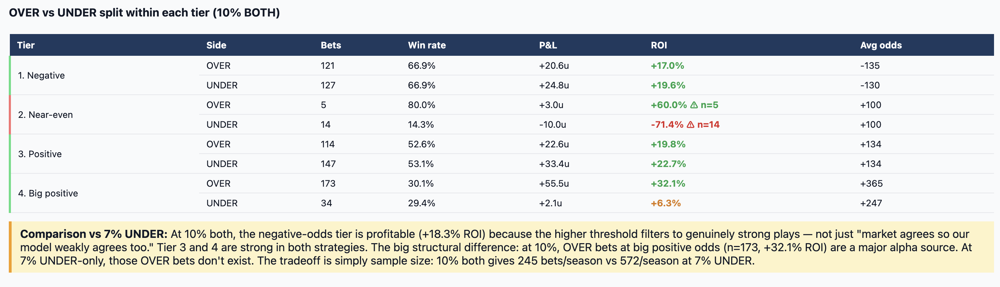 OVER vs UNDER split within each tier (10% BOTH)
Tier Side Bets Win rate P&L ROI Avg odds
1. Negative OVER 121 66.9% +20.6u +17.0% -135
UNDER 127 66.9% +24.8u +19.6% -130
2. Near-even OVER 5 80.0% +3.0u +60.0% ⚠ n=5 +100
UNDER 14 14.3% -10.0u -71.4% ⚠ n=14 +100
3. Positive OVER 114 52.6% +22.6u +19.8% +134
UNDER 147 53.1% +33.4u +22.7% +134
4. Big positive OVER 173 30.1% +55.5u +32.1% +365
UNDER 34 29.4% +2.1u +6.3% +247
Comparison vs 7% UNDER: At 10% both, the negative-odds tier is profitable (+18.3% ROI) because the higher threshold filters to genuinely strong plays — not just "market agrees so our
model weakly agrees too." Tier 3 and 4 are strong in both strategies. The big structural difference: at 10%, OVER bets at big positive odds (n=173, +32.1% ROI) are a major alpha source. At
7% UNDER-only, those OVER bets don't exist. The tradeoff is simply sample size: 10% both gives 245 bets/season vs 572/season at 7% UNDER.